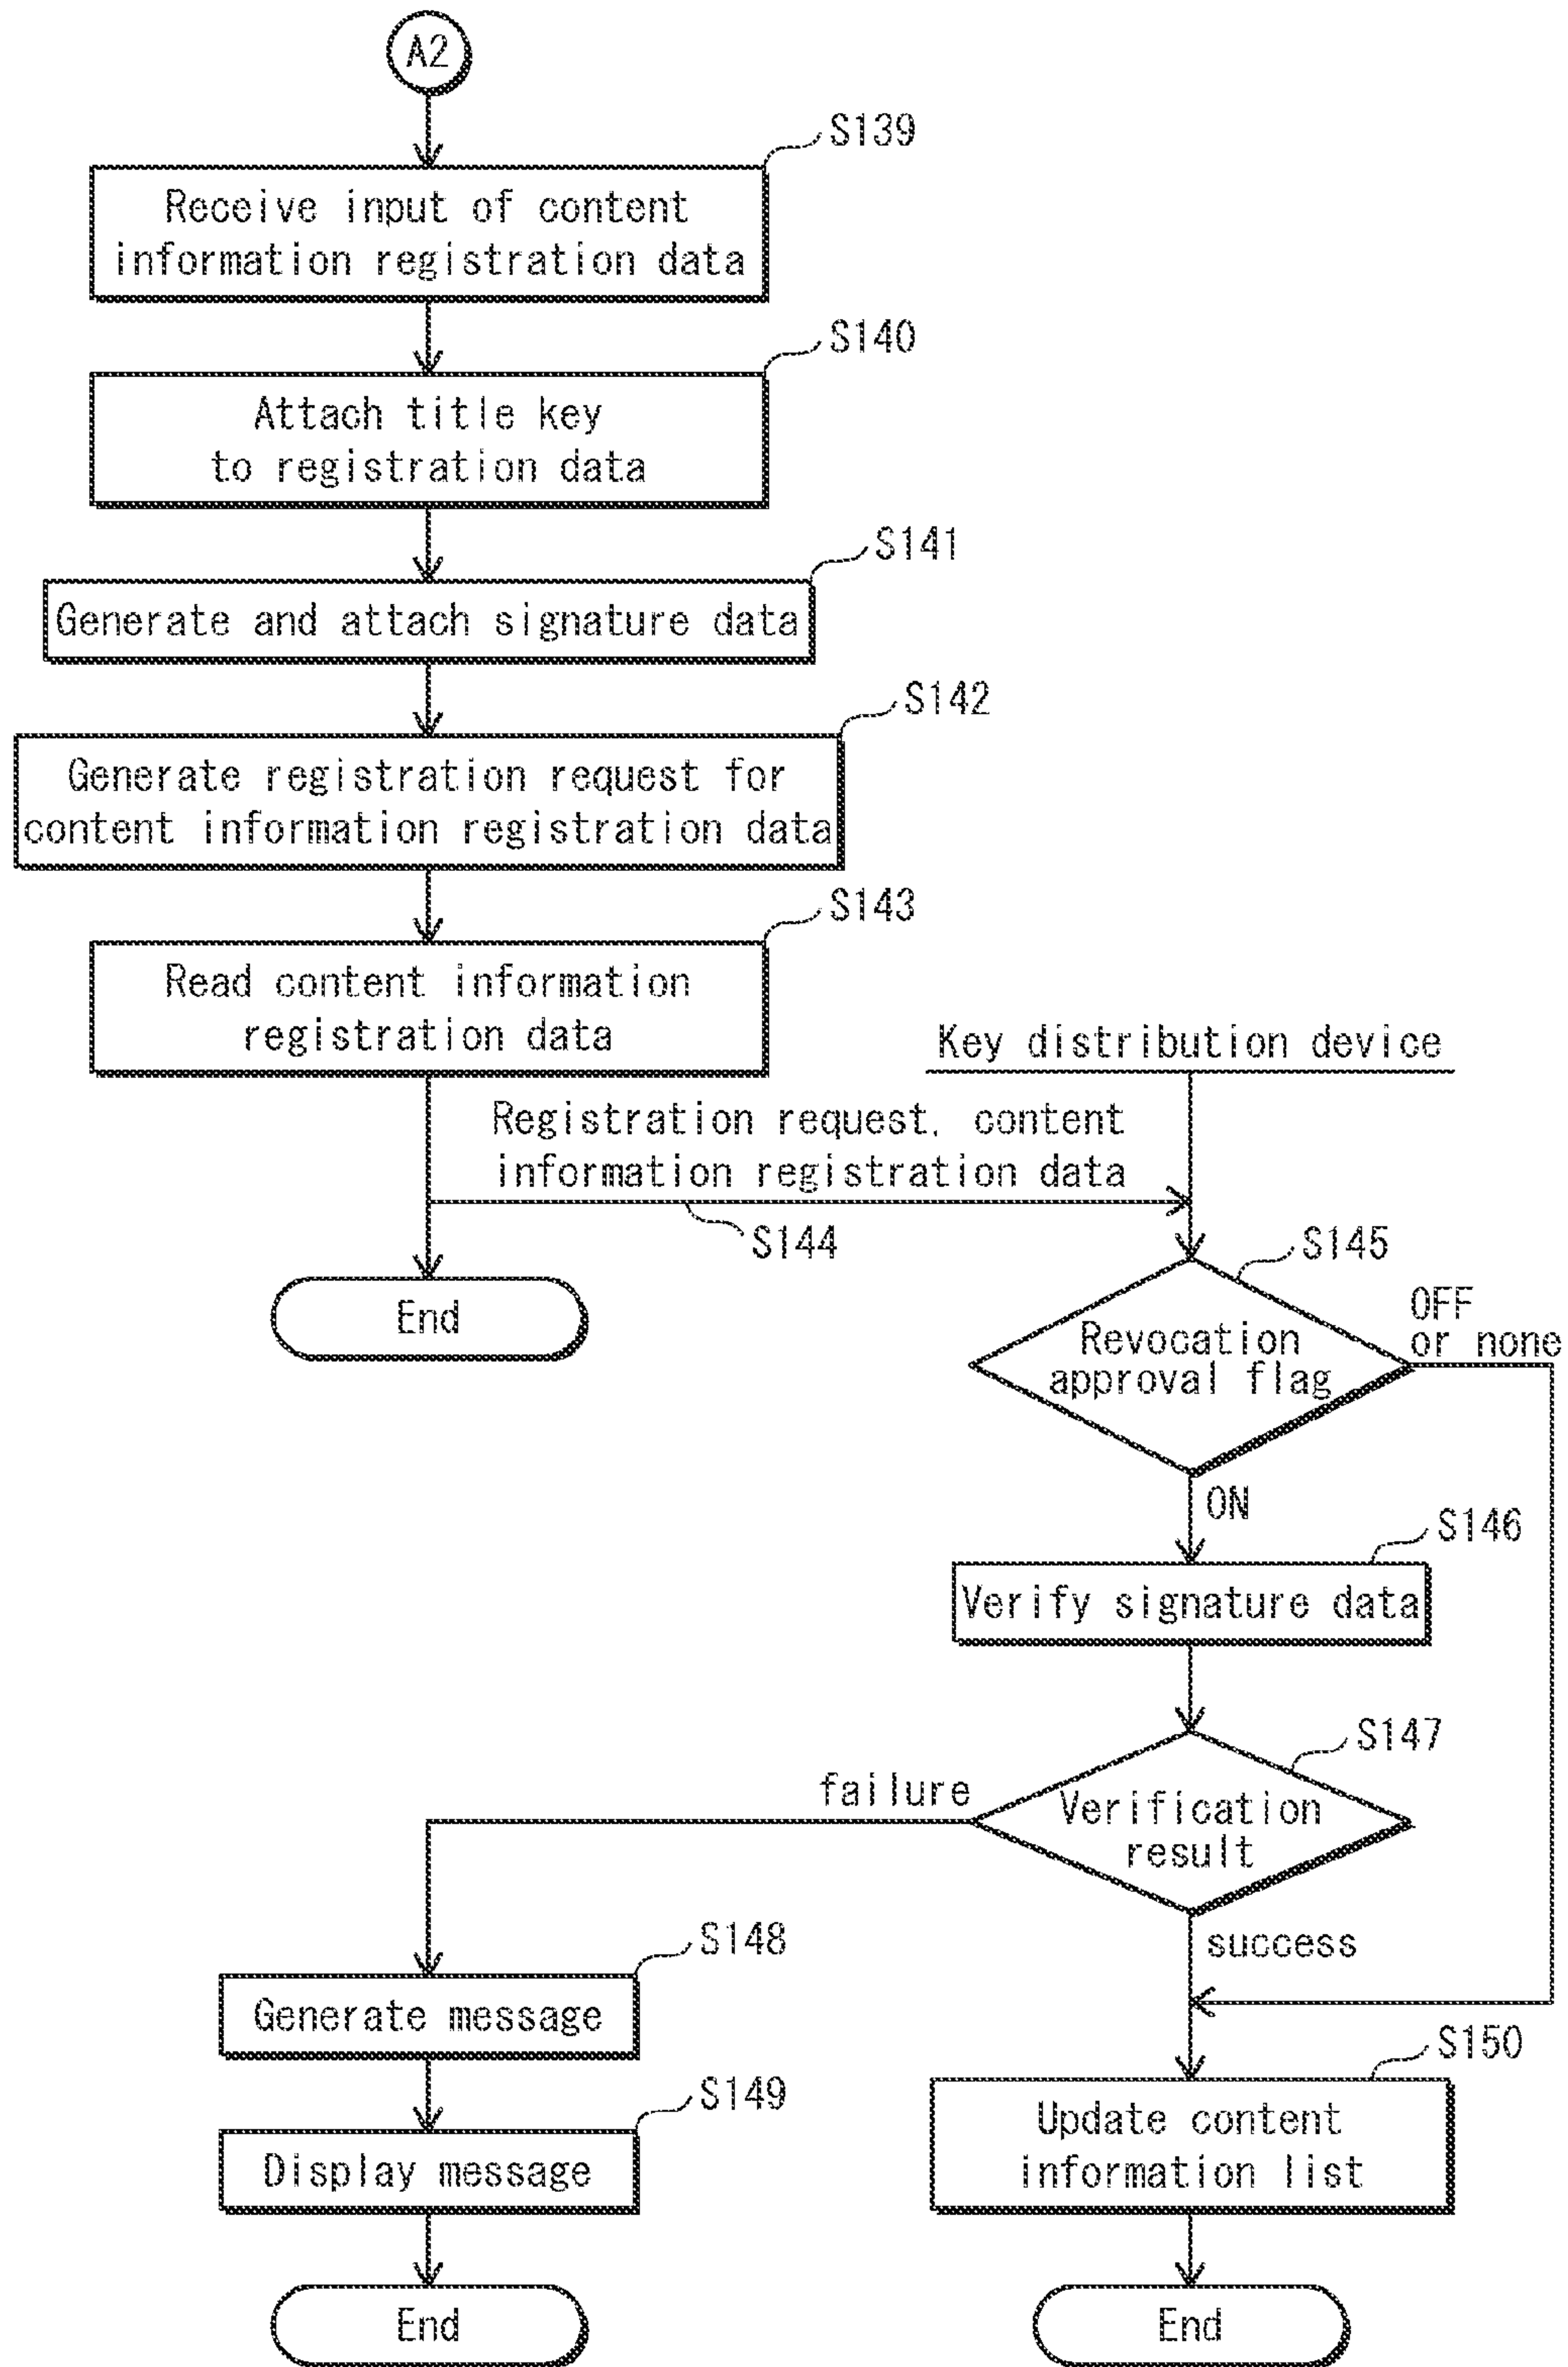 A2
S139
Receive input of content
information registration data
S140
Attach title key
to registration data
S141
Generate and attach signature data
S142
Generate registration request for
content information registration data
S143
Read content information
registration data
Key distribution device
Registration request, content
information registration data
S144
End
S145
Revocation
approval flag
OFF
or none
ON
S146
Verify signature data
S147
Verification
result
failure
success
S148
Generate message
S149
Display message
End
S150
Update content
information list
End